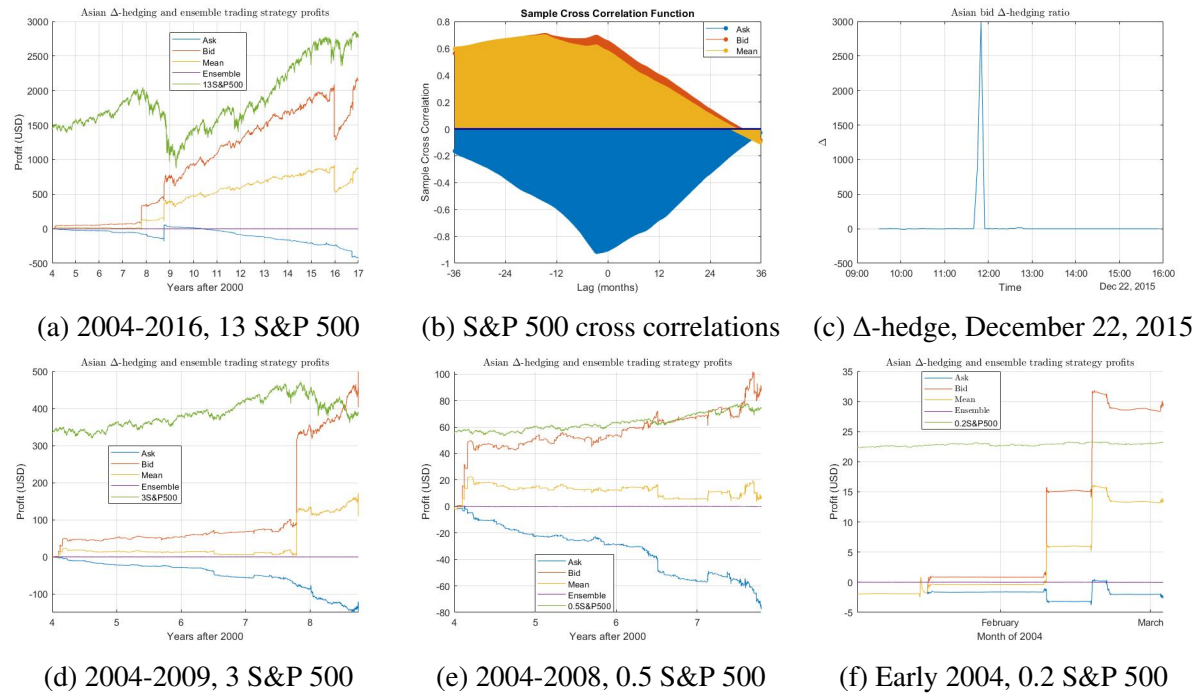 Asian Δ-hedging and ensemble trading strategy profits
Profit (USD)
3000
2500
2000
1500
1000
500
0
-500
Ask
Bid
Mean
Ensemble
13S&P500
4 5 6 7 8 9 10 11 12 13 14 15 16 17
Years after 2000
(a) 2004-2016, 13 S&P 500
Sample Cross Correlation Function
Sample Cross Correlation
0.8
0.6
0.4
0.2
0
0.2
0.4
0.6
-0.8
-1
Ask
Bid
Mean
-36 -24 -12 0 12 24 36
Lag (months)
(b) S&P 500 cross correlations
Asian bid Δ-hedging ratio
Δ
3000
2500
2000
1500
1000
500
0
-500
09:00 10:00 11:00 12:00 13:00 14:00 15:00 16:00
Time
Dec 22, 2015
(c) Δ-hedge, December 22, 2015
Asian Δ-hedging and ensemble trading strategy profits
Profit (USD)
500
400
300
200
100
0
-100
Ask
Bid
Mean
Ensemble
3S&P500
4 5 6 7 8
Years after 2000
(d) 2004-2009, 3 S&P 500
Asian Δ-hedging and ensemble trading strategy profits
Profit (USD)
100
80
60
40
20
0
-20
-40
-60
-80
Ask
Bid
Mean
Ensemble
0.5S&P500
4 5 6 7
Years after 2000
(e) 2004-2008, 0.5 S&P 500
Asian Δ-hedging and ensemble trading strategy profits
Profit (USD)
35
30
25
20
15
10
5
0
-5
Ask
Bid
Mean
Ensemble
0.2S&P500
February March
Month of 2004
(f) Early 2004, 0.2 S&P 500